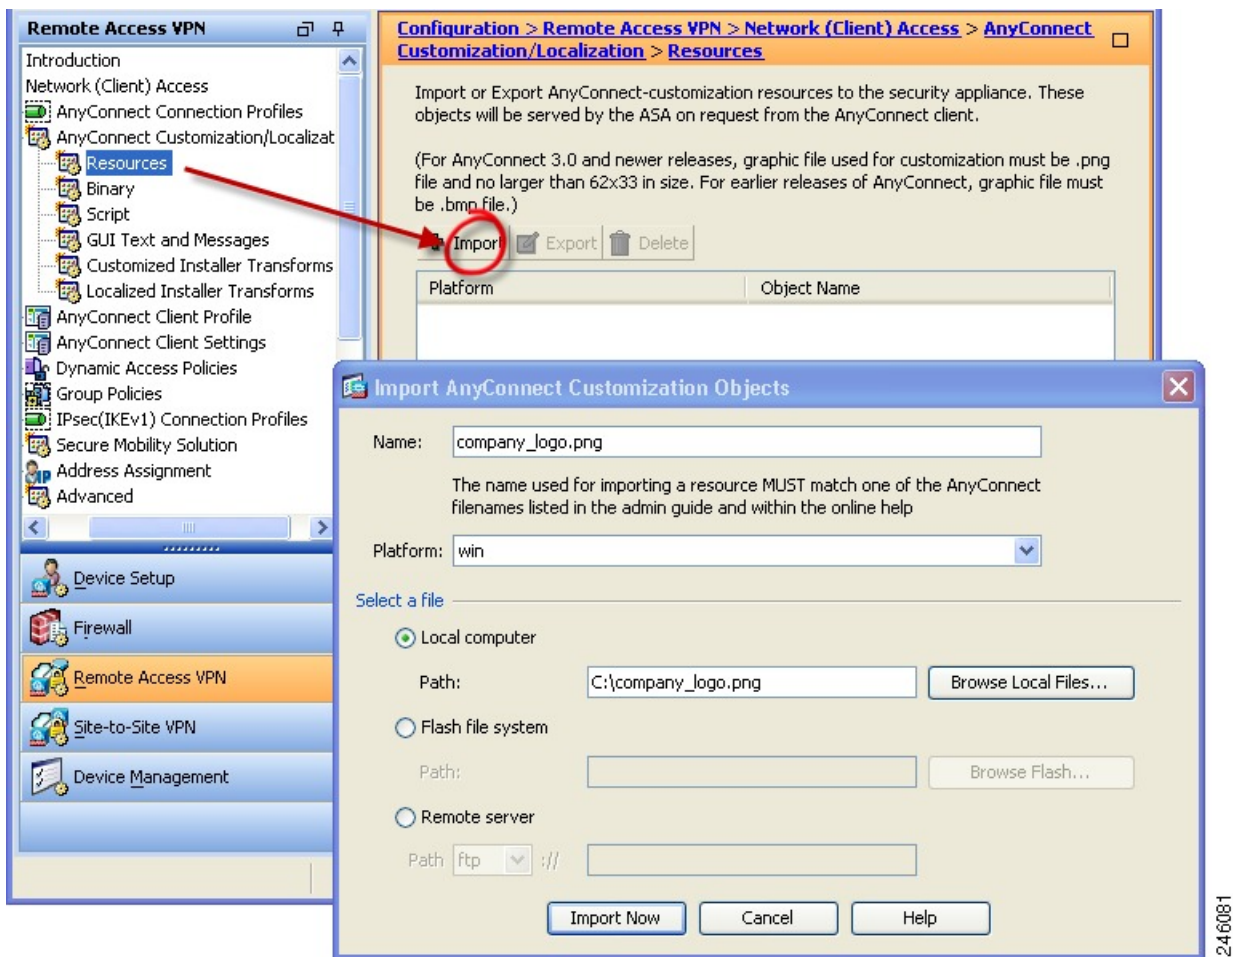 Remote Access VPN
Introduction
Network (Client) Access
AnyConnect Connection Profiles
AnyConnect Customization/Localizat
Resources
Binary
Script
GUI Text and Messages
Customized Installer Transforms
Localized Installer Transforms
AnyConnect Client Profile
AnyConnect Client Settings
Dynamic Access Policies
Group Policies
IPsec(IKEv1) Connection Profiles
Secure Mobility Solution
Address Assignment
Advanced
Device Setup
Firewall
Remote Access VPN
Site-to-Site VPN
Device Management
Configuration > Remote Access VPN > Network (Client) Access > AnyConnect
Customization/Localization > Resources
Import or Export AnyConnect-customization resources to the security appliance. These
objects will be served by the ASA on request from the AnyConnect client.
(For AnyConnect 3.0 and newer releases, graphic file used for customization must be .png
file and no larger than 62x33 in size. For earlier releases of AnyConnect, graphic file must
be .bmp file.)
Import Export Delete
Platform Object Name
Import AnyConnect Customization Objects
Name: company_logo.png
The name used for importing a resource MUST match one of the AnyConnect
filenames listed in the admin guide and within the online help
Platform: win
Select a file
Local computer
Path: C:\company_logo.png Browse Local Files...
Flash file system
Path: Browse Flash...
Remote server
Path ftp ://
Import Now Cancel Help
246081